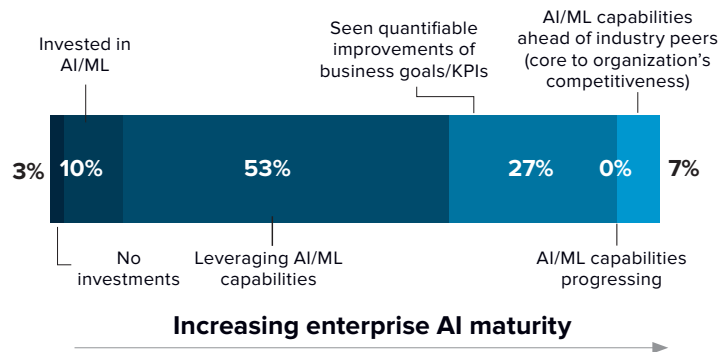 Invested in
AI/ML
Seen quantifiable
improvements of
business goals/KPIs
AI/ML capabilities
ahead of industry peers
(core to organization's
competitiveness)
3%
10%
53%
27%
0%
7%
No
investments
Leveraging AI/ML
capabilities
AI/ML capabilities
progressing
Increasing enterprise AI maturity